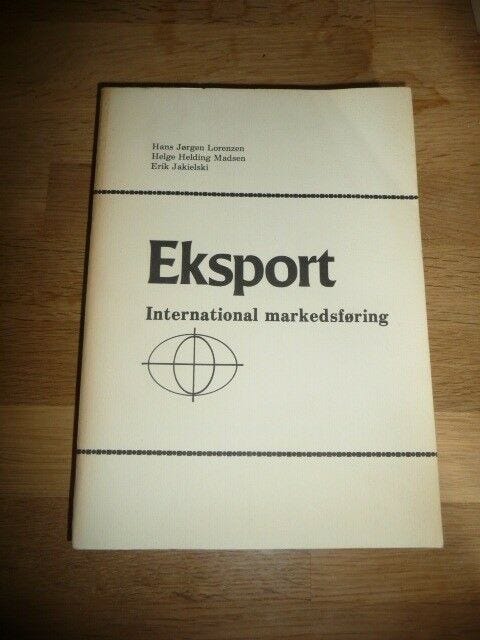 Hans Jørgen Lorenzen
Helge Helding Madsen
Erik Jakielski
Eksport
International markedsføring